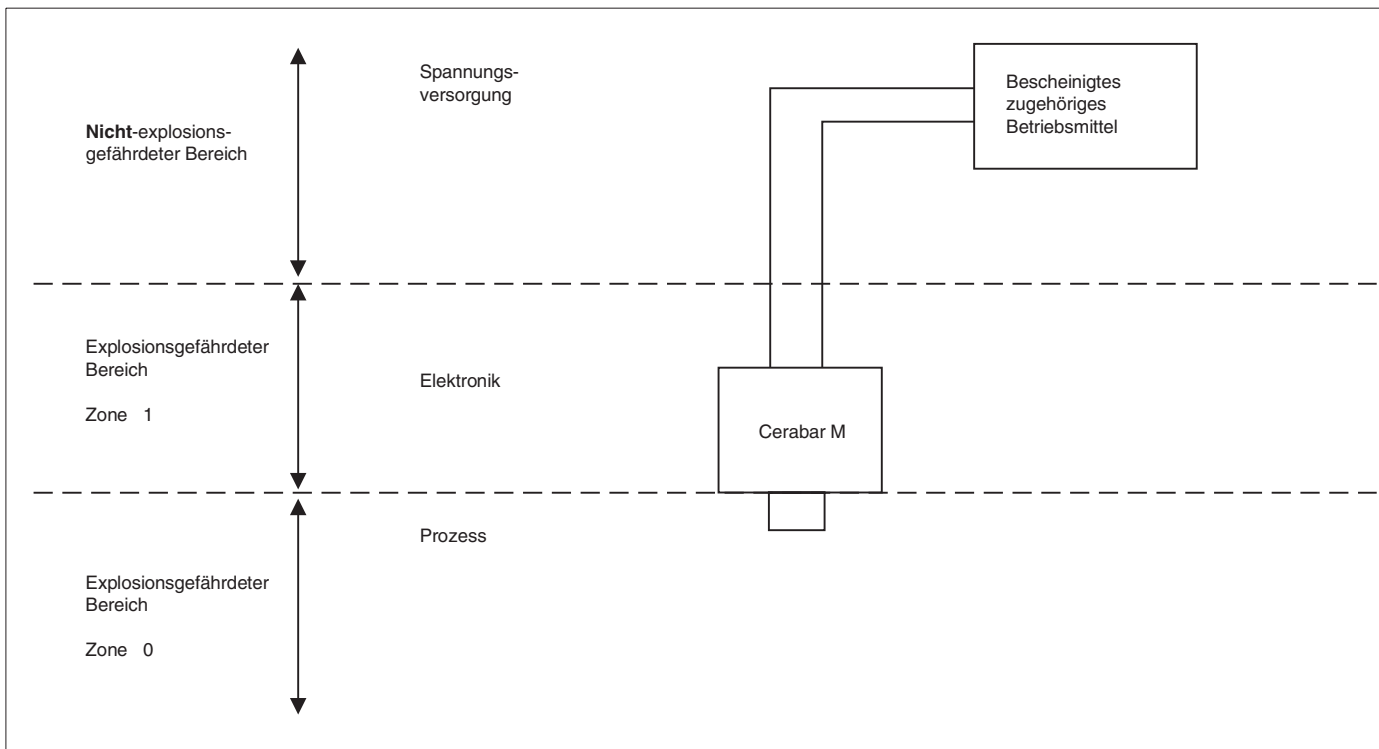 Spannungs-
versorgung
Bescheinigtes
zugehöriges
Betriebsmittel
Nicht-explosions-
gefährdeter Bereich
Explosionsgefährdeter
Bereich
Zone 1
Elektronik
Cerabar M
Prozess
Explosionsgefährdeter
Bereich
Zone 0